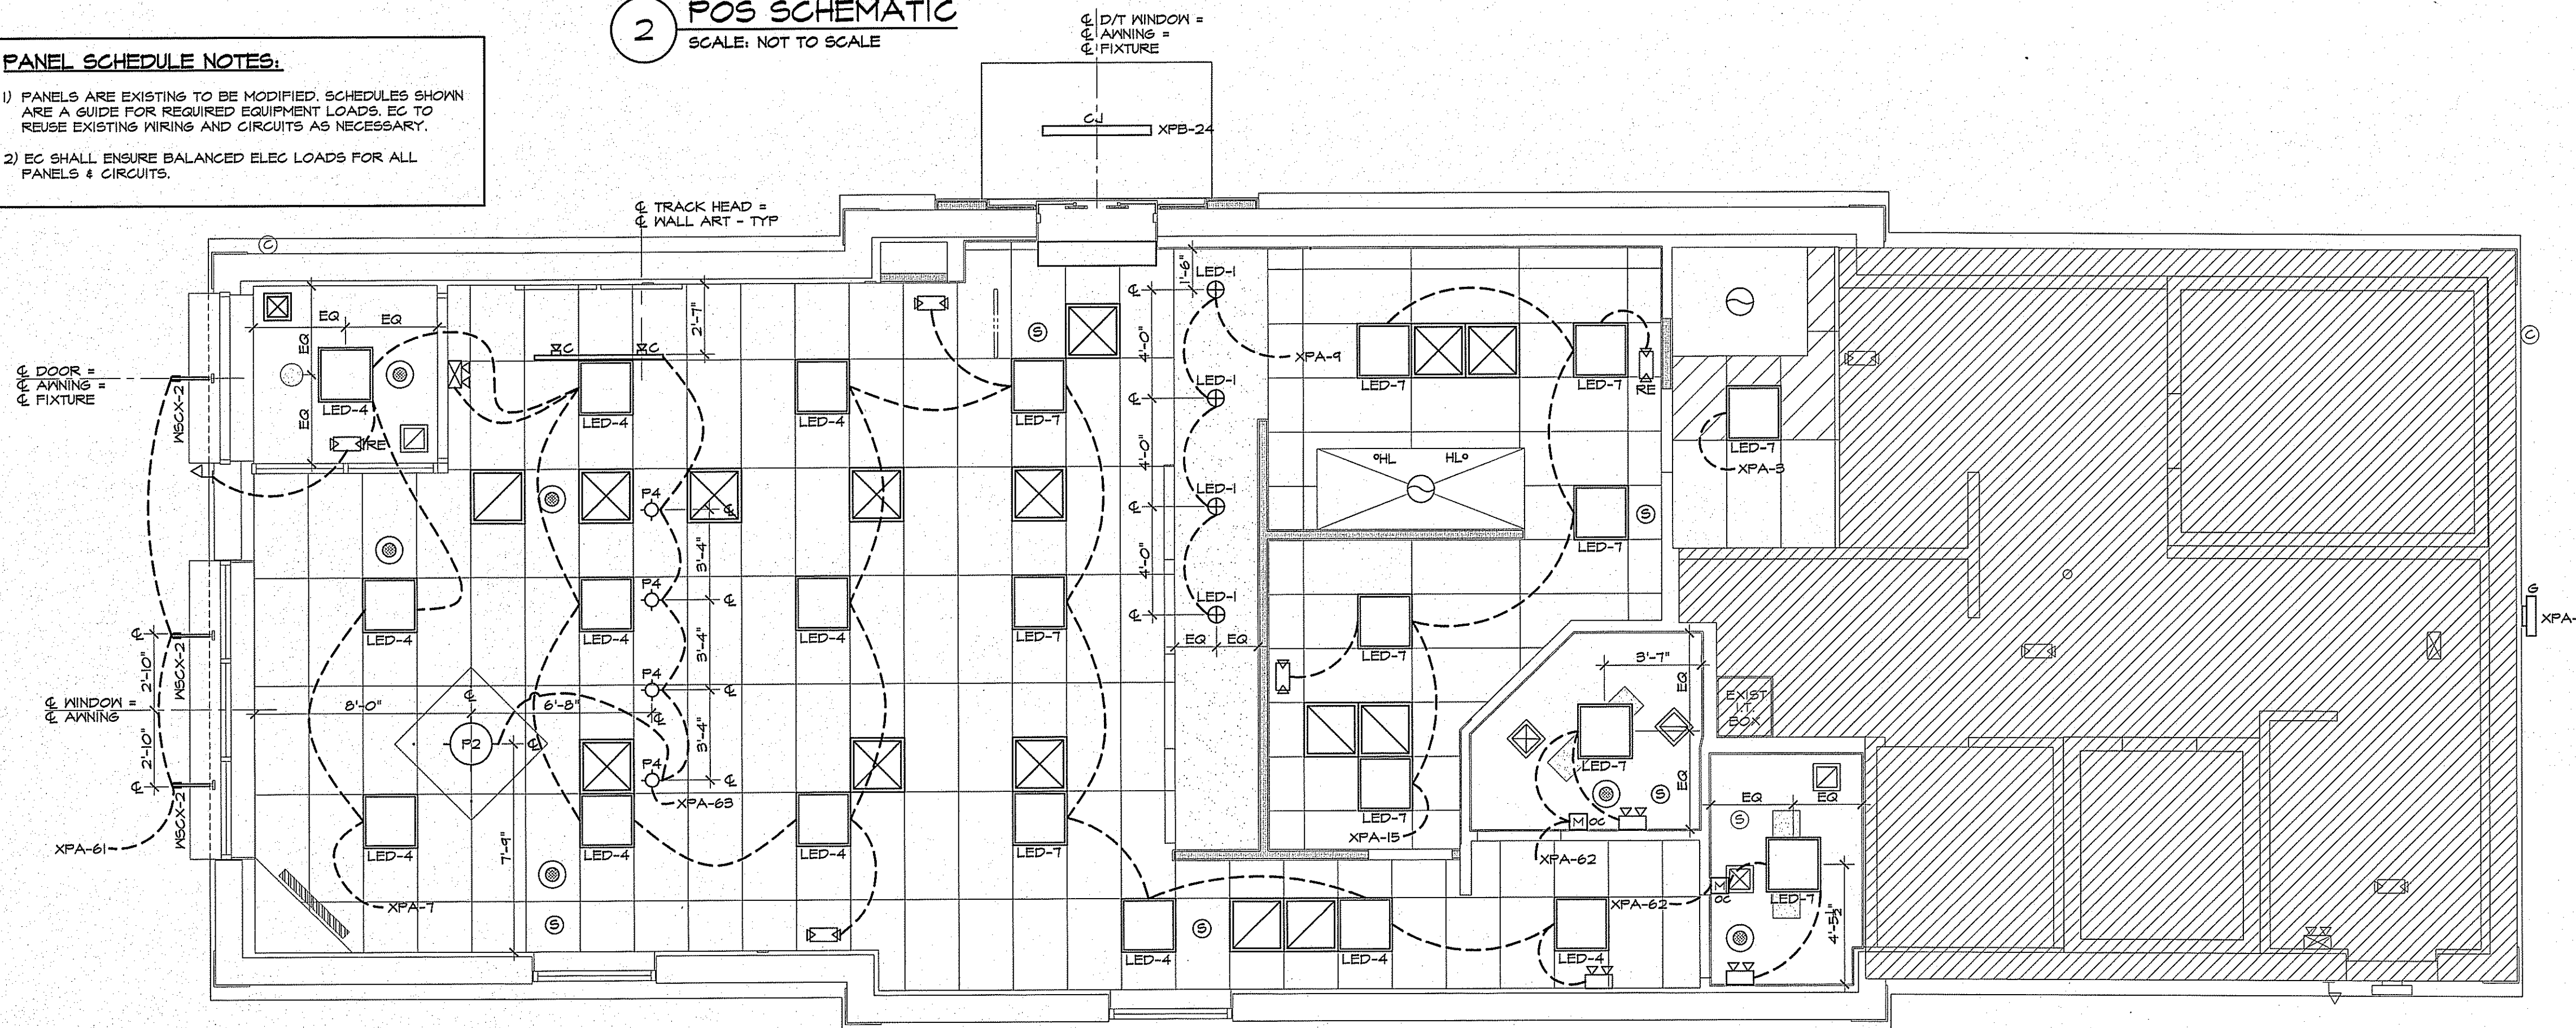 2
POS SCHEMATIC
SCALE: NOT TO SCALE
PANEL SCHEDULE NOTES:
1) PANELS ARE EXISTING TO BE MODIFIED. SCHEDULES SHOWN
ARE A GUIDE FOR REQUIRED EQUIPMENT LOADS. EC TO
REUSE EXISTING WIRING AND CIRCUITS AS NECESSARY.
2) EC SHALL ENSURE BALANCED ELEC LOADS FOR ALL
PANELS & CIRCUITS.
℄ D/T WINDOW =
℄ AWNING =
℄ FIXTURE
CJ
XPB-24
℄ TRACK HEAD =
℄ WALL ART - TYP
C
℄ DOOR =
℄ AWNING =
℄ FIXTURE
WSCX-2
EQ
EQ
EQ
EQ
LED-4
RE
C
C
2'-7"
LED-4
LED-4
LED-7
S
1'-6"
℄
LED-1
4'-0"
℄
LED-1
4'-0"
℄
LED-1
4'-0"
℄
LED-1
EQ
EQ
XPA-9
LED-7
LED-7
RE
LED-7
XPA-3
°HL
HL°
LED-7
S
C
P4
℄
3'-4"
P4
℄
3'-4"
P4
℄
3'-4"
P4
℄
XPA-63
LED-4
LED-4
LED-4
LED-7
LED-7
G
XPA-
℄
2'-10"
WSCX-2
℄ WINDOW =
℄ AWNING
2'-10"
℄
WSCX-2
XPA-61
8'-0"
℄
6'-8"
℄
P2
℄
7'-9"
LED-4
LED-4
LED-4
LED-7
XPA-7
S
LED-7
XPA-15
3'-7"
EQ
EQ
LED-7
S
M
OC
XPA-62
EXIST
I.T.
BOX
EQ
EQ
S
M
OC
XPA-62
LED-7
4'-5½"
LED-4
S
LED-4
LED-4